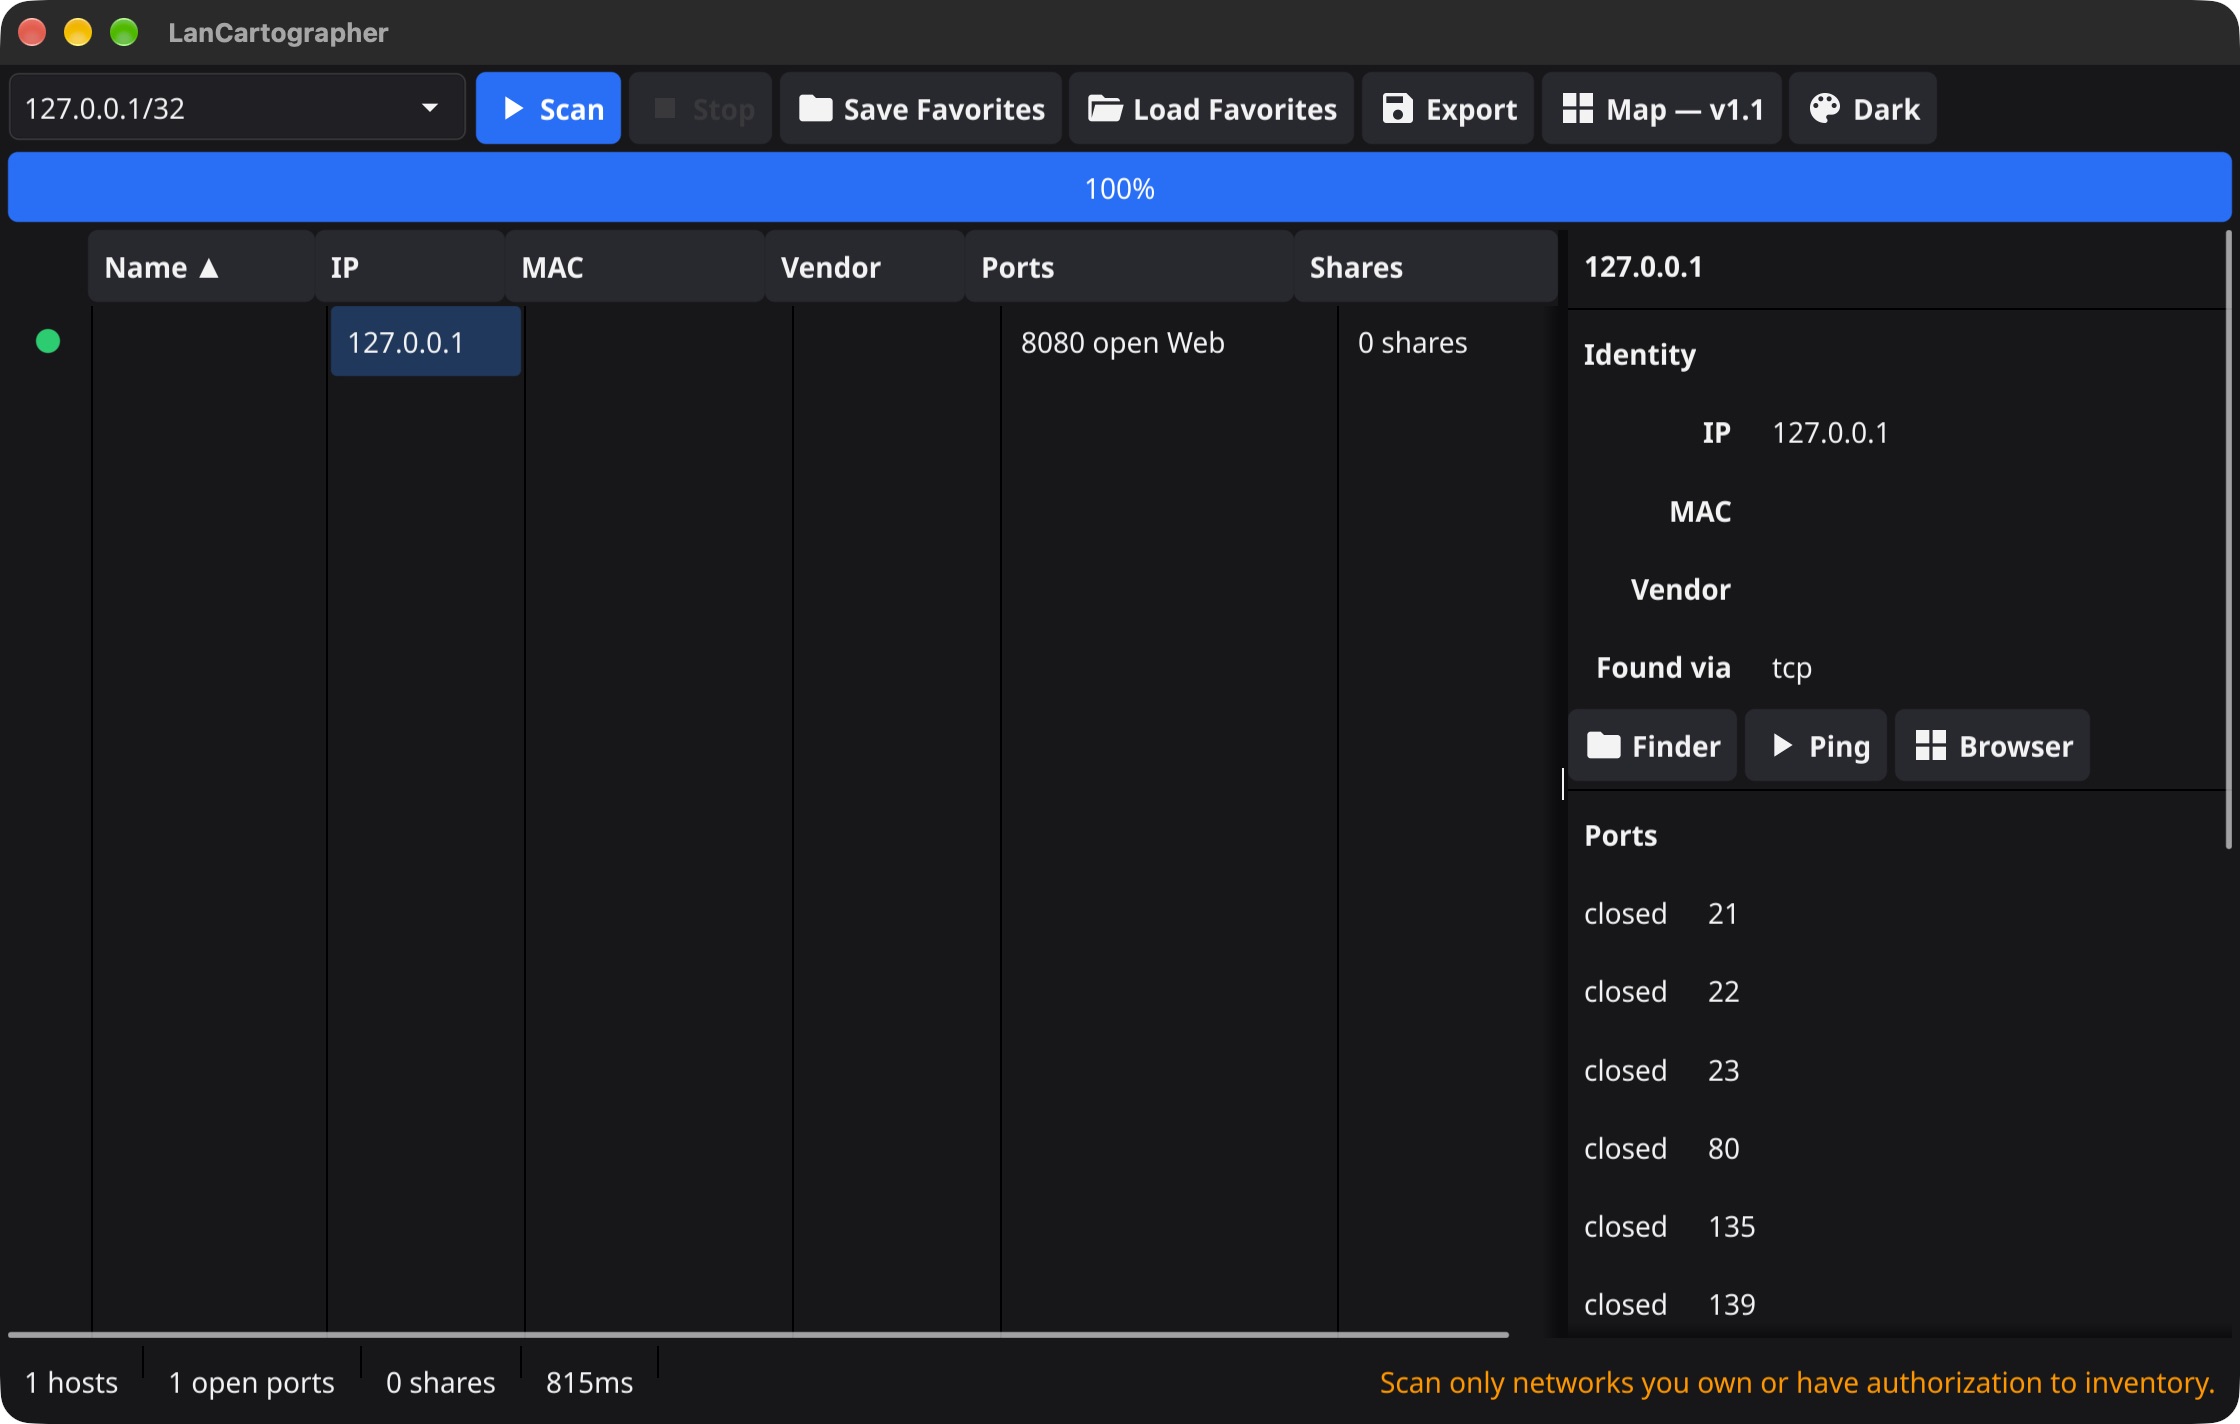 LanCartographer
127.0.0.1/32 Scan Stop Save Favorites Load Favorites Export Map — v1.1 Dark
100%
Name ▲ IP MAC Vendor Ports Shares
127.0.0.1 8080 open Web 0 shares
127.0.0.1
Identity
IP 127.0.0.1
MAC
Vendor
Found via tcp
Finder Ping Browser
Ports
closed 21
closed 22
closed 23
closed 80
closed 135
closed 139
1 hosts 1 open ports 0 shares 815ms Scan only networks you own or have authorization to inventory.